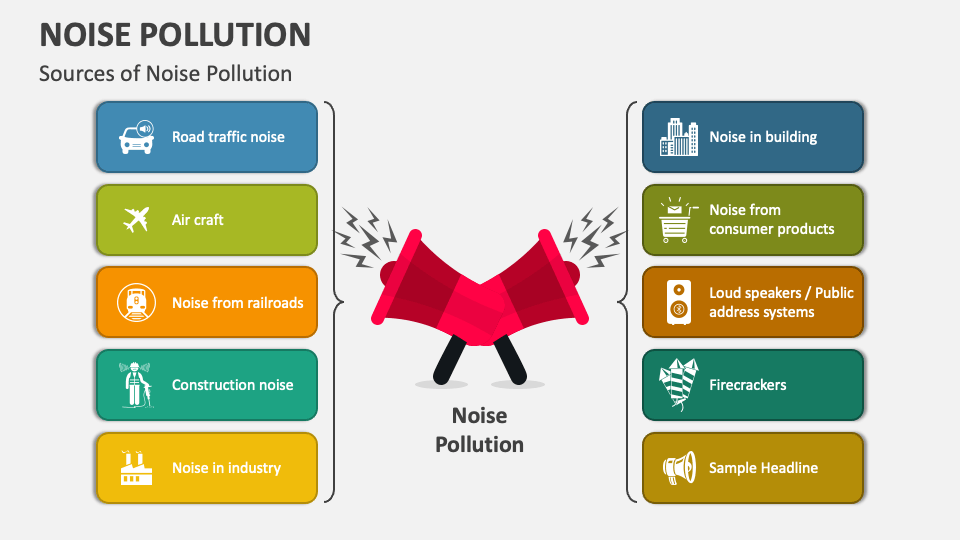 NOISE POLLUTION
Sources of Noise Pollution
Road traffic noise
Air craft
Noise from railroads
Construction noise
Noise in industry
Noise
Pollution
Noise in building
Noise from
consumer products
Loud speakers / Public
address systems
Firecrackers
Sample Headline